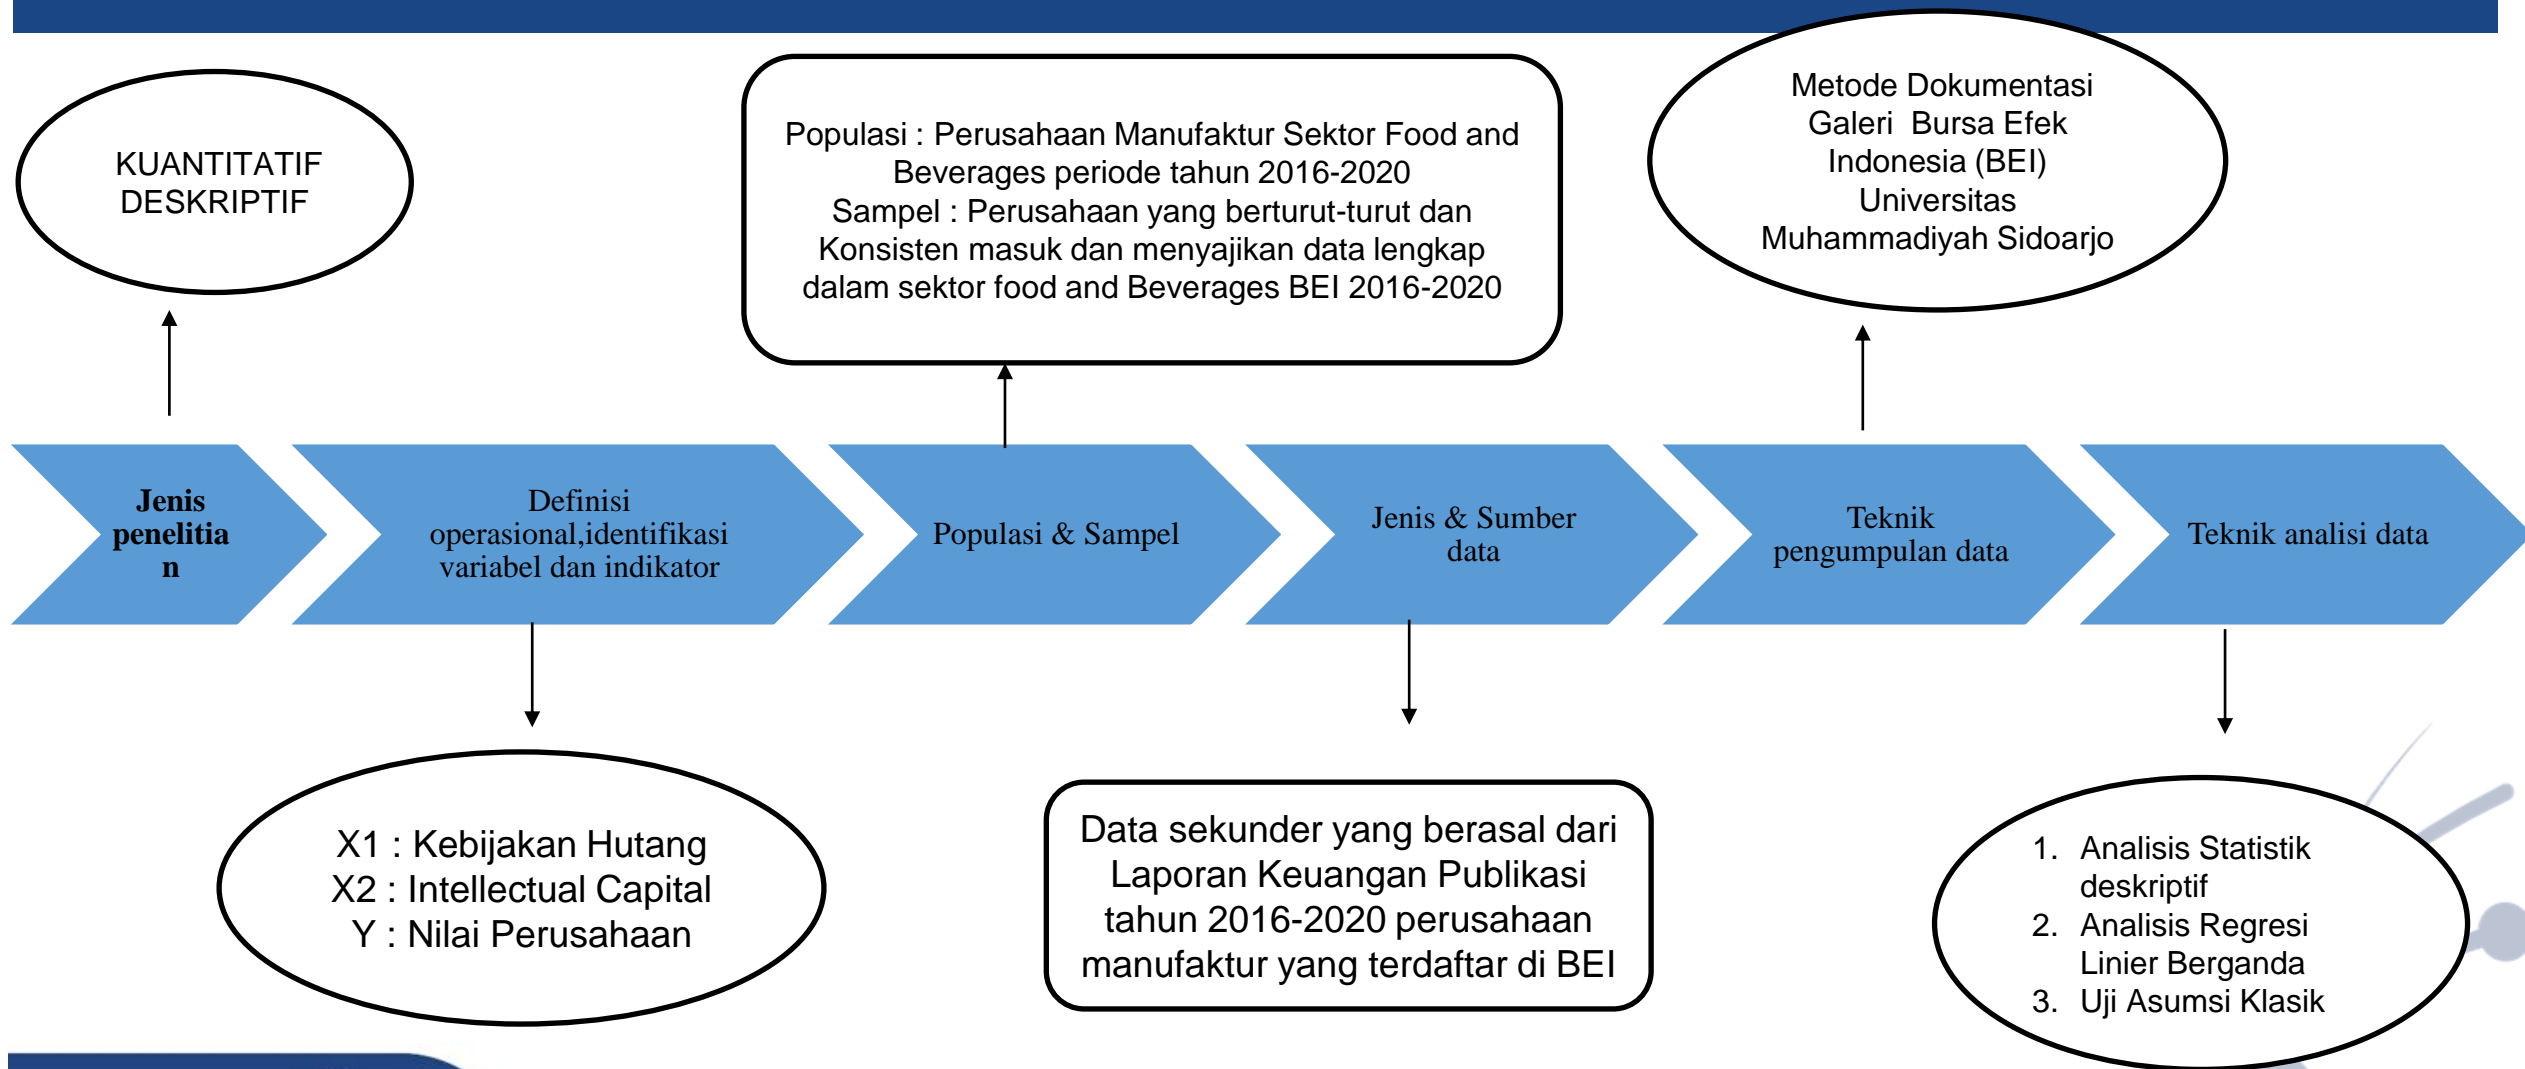 KUANTITATIF
DESKRIPTIF
Populasi : Perusahaan Manufaktur Sektor Food and
Beverages periode tahun 2016-2020
Sampel : Perusahaan yang berturut-turut dan
Konsisten masuk dan menyajikan data lengkap
dalam sektor food and Beverages BEI 2016-2020
Metode Dokumentasi
Galeri Bursa Efek
Indonesia (BEI)
Universitas
Muhammadiyah Sidoarjo
Jenis
penelitia
n
Definisi
operasional,identifikasi
variabel dan indikator
Populasi & Sampel
Jenis & Sumber
data
Teknik
pengumpulan data
Teknik analisi data
X1 : Kebijakan Hutang
X2 : Intellectual Capital
Y : Nilai Perusahaan
Data sekunder yang berasal dari
Laporan Keuangan Publikasi
tahun 2016-2020 perusahaan
manufaktur yang terdaftar di BEI
1. Analisis Statistik
deskriptif
2. Analisis Regresi
Linier Berganda
3. Uji Asumsi Klasik